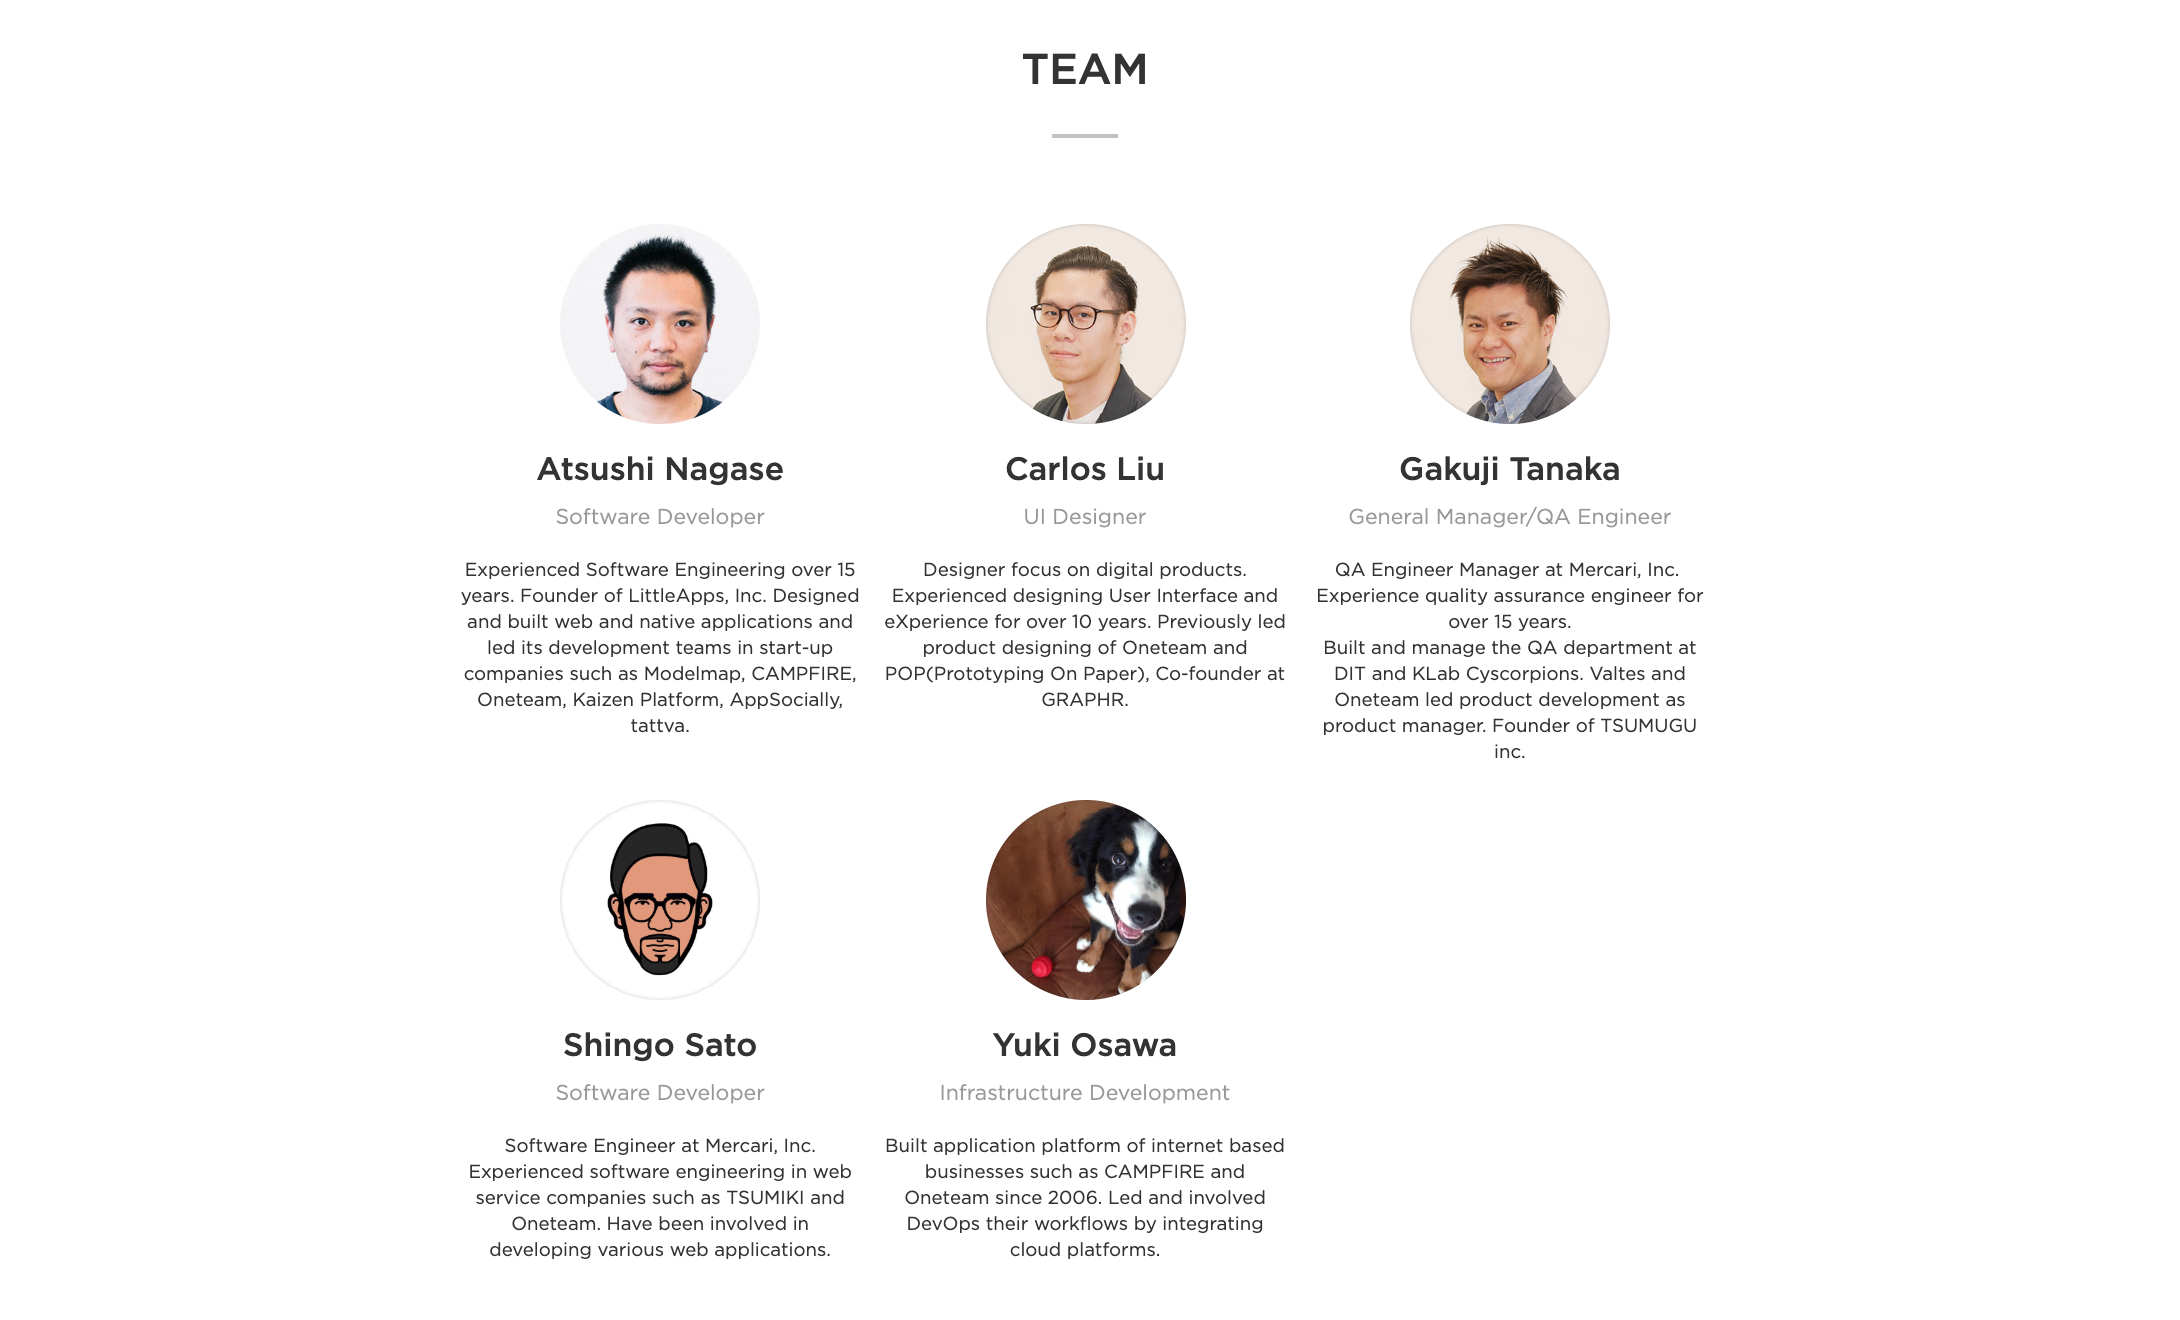 TEAM
Atsushi Nagase
Software Developer
Experienced Software Engineering over 15
years. Founder of LittleApps, Inc. Designed
and built web and native applications and
led its development teams in start-up
companies such as Modelmap, CAMPFIRE,
Oneteam, Kaizen Platform, AppSocially,
tattva.
Carlos Liu
UI Designer
Designer focus on digital products.
Experienced designing User Interface and
eXperience for over 10 years. Previously led
product designing of Oneteam and
POP(Prototyping On Paper), Co-founder at
GRAPHR.
Gakuji Tanaka
General Manager/QA Engineer
QA Engineer Manager at Mercari, Inc.
Experience quality assurance engineer for
over 15 years.
Built and manage the QA department at
DIT and KLab Cyscorpions. Valtes and
Oneteam led product development as
product manager. Founder of TSUMUGU
inc.
Shingo Sato
Software Developer
Software Engineer at Mercari, Inc.
Experienced software engineering in web
service companies such as TSUMIKI and
Oneteam. Have been involved in
developing various web applications.
Yuki Osawa
Infrastructure Development
Built application platform of internet based
businesses such as CAMPFIRE and
Oneteam since 2006. Led and involved
DevOps their workflows by integrating
cloud platforms.